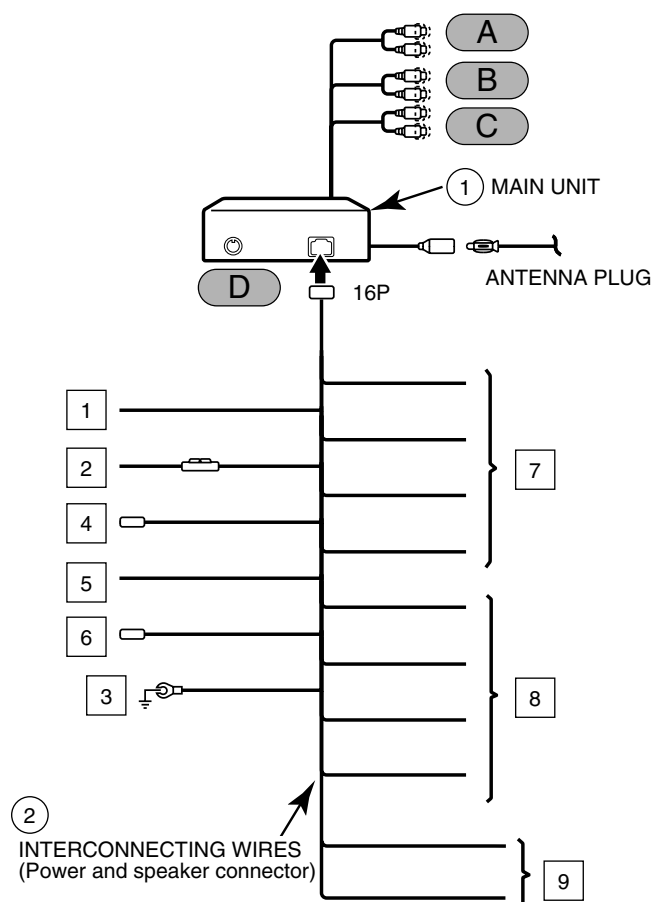 A
B
C
1 MAIN UNIT
ANTENNA PLUG
D
16P
1
2
4
5
6
3
7
8
2
INTERCONNECTING WIRES
(Power and speaker connector)
9